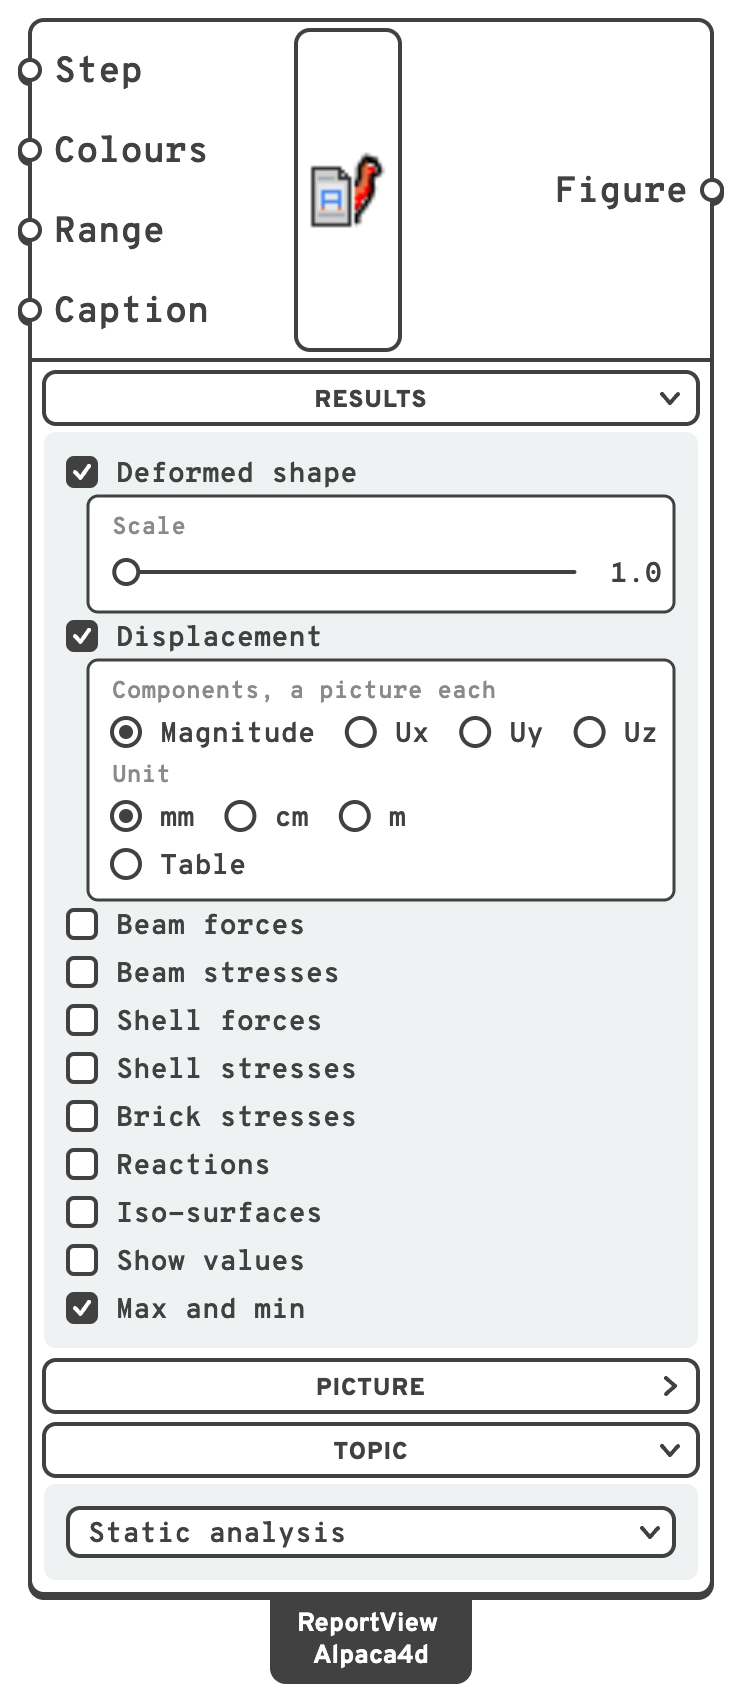 Step
Colours
Range
Caption
Figure
RESULTS
Deformed shape
Scale
1.0
Displacement
Components, a picture each
Magnitude Ux Uy Uz
Unit
mm cm m
Table
Beam forces
Beam stresses
Shell forces
Shell stresses
Brick stresses
Reactions
Iso-surfaces
Show values
Max and min
PICTURE
TOPIC
Static analysis
ReportView
Alpaca4d